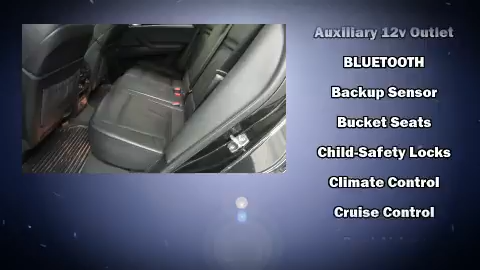 Auxiliary 12v Outlet
BLUETOOTH
Backup Sensor
Bucket Seats
Child-Safety Locks
Climate Control
Cruise Control